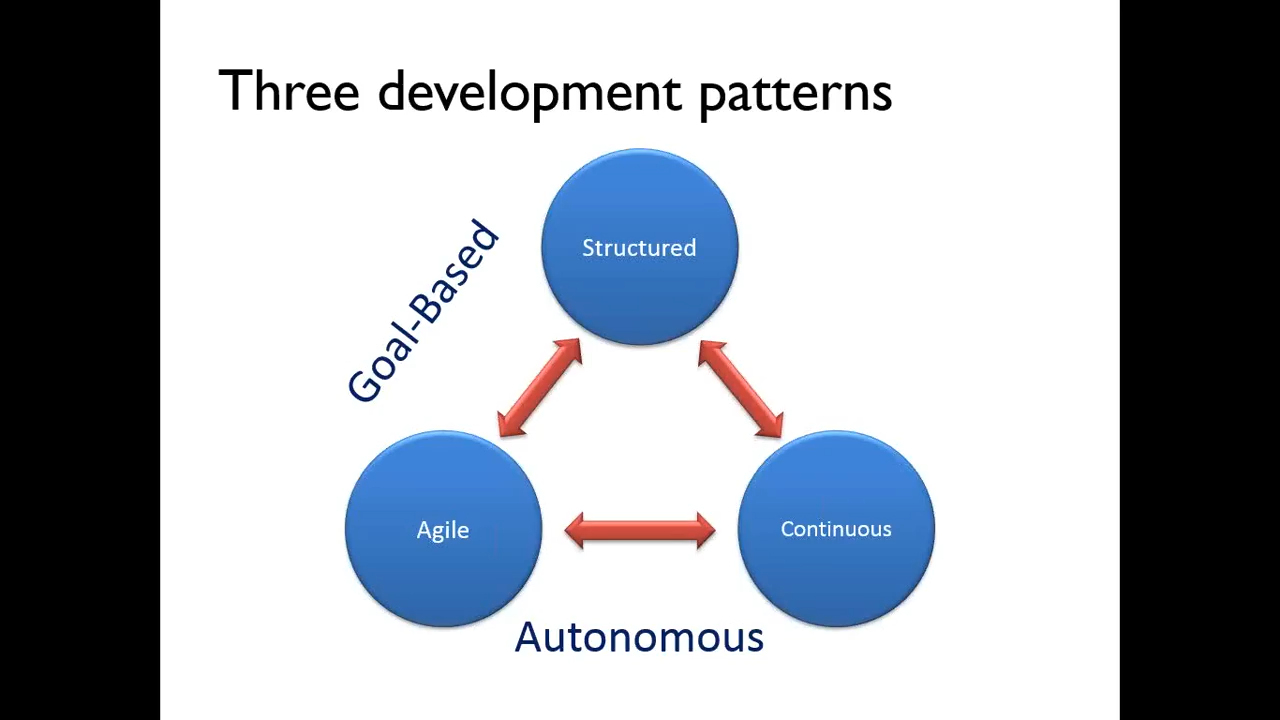 Three development patterns
Structured
Goal-Based
Agile
Continuous
Autonomous